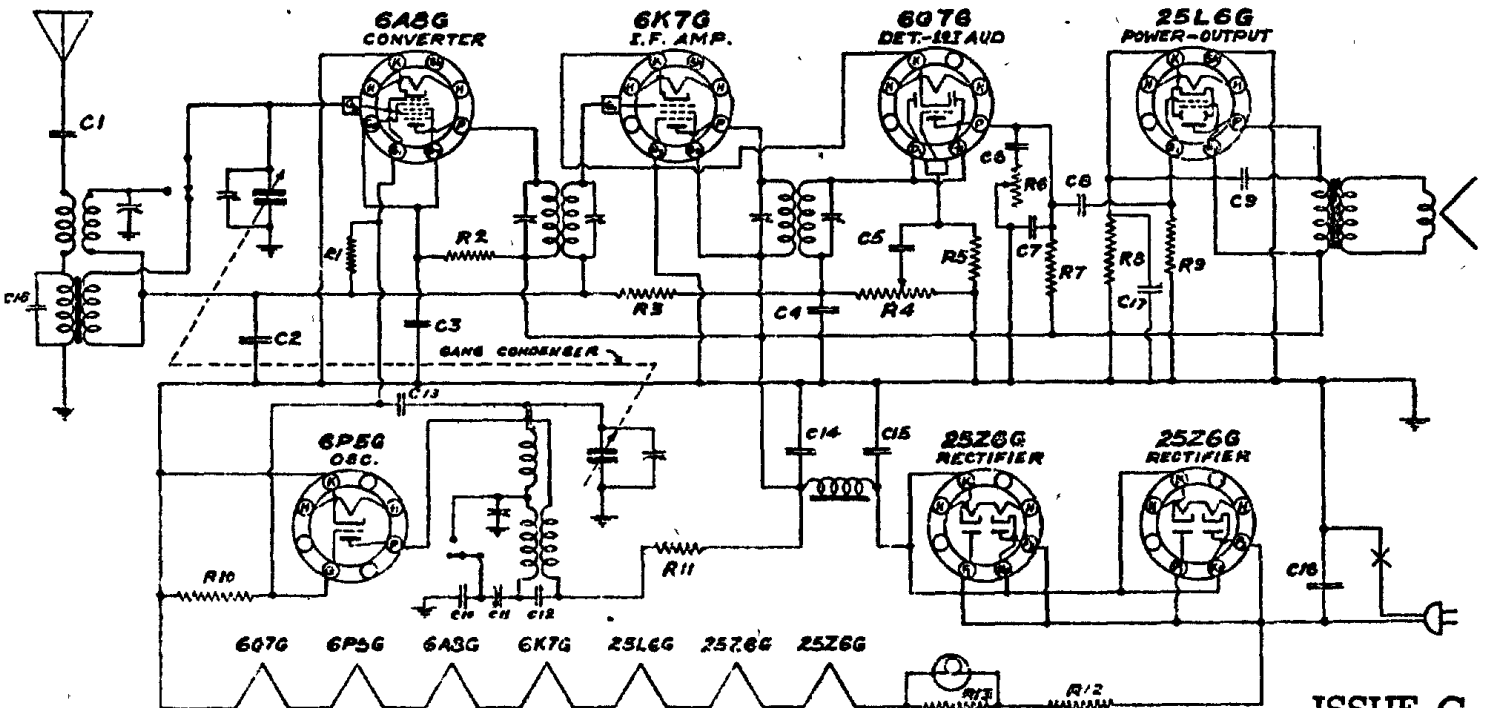 6A8G
CONVERTER
6K7G
I.F. AMP.
6Q7G
DET.-1ST AUD
25L6G
POWER-OUTPUT
C1
C16
C2
R1
R2
C3
R3
C4
C5
R4
R5
C6
R6
C7
R7
C8
R8
C17
R9
C9
GANG CONDENSER
C13
6P5G
OSC.
C14
C15
25Z6G
RECTIFIER
25Z6G
RECTIFIER
R10
C10
C11
C12
R11
C18
6Q7G 6P5G 6A8G 6K7G 25L6G 25Z6G 25Z6G
R13
R12
ISSUE C